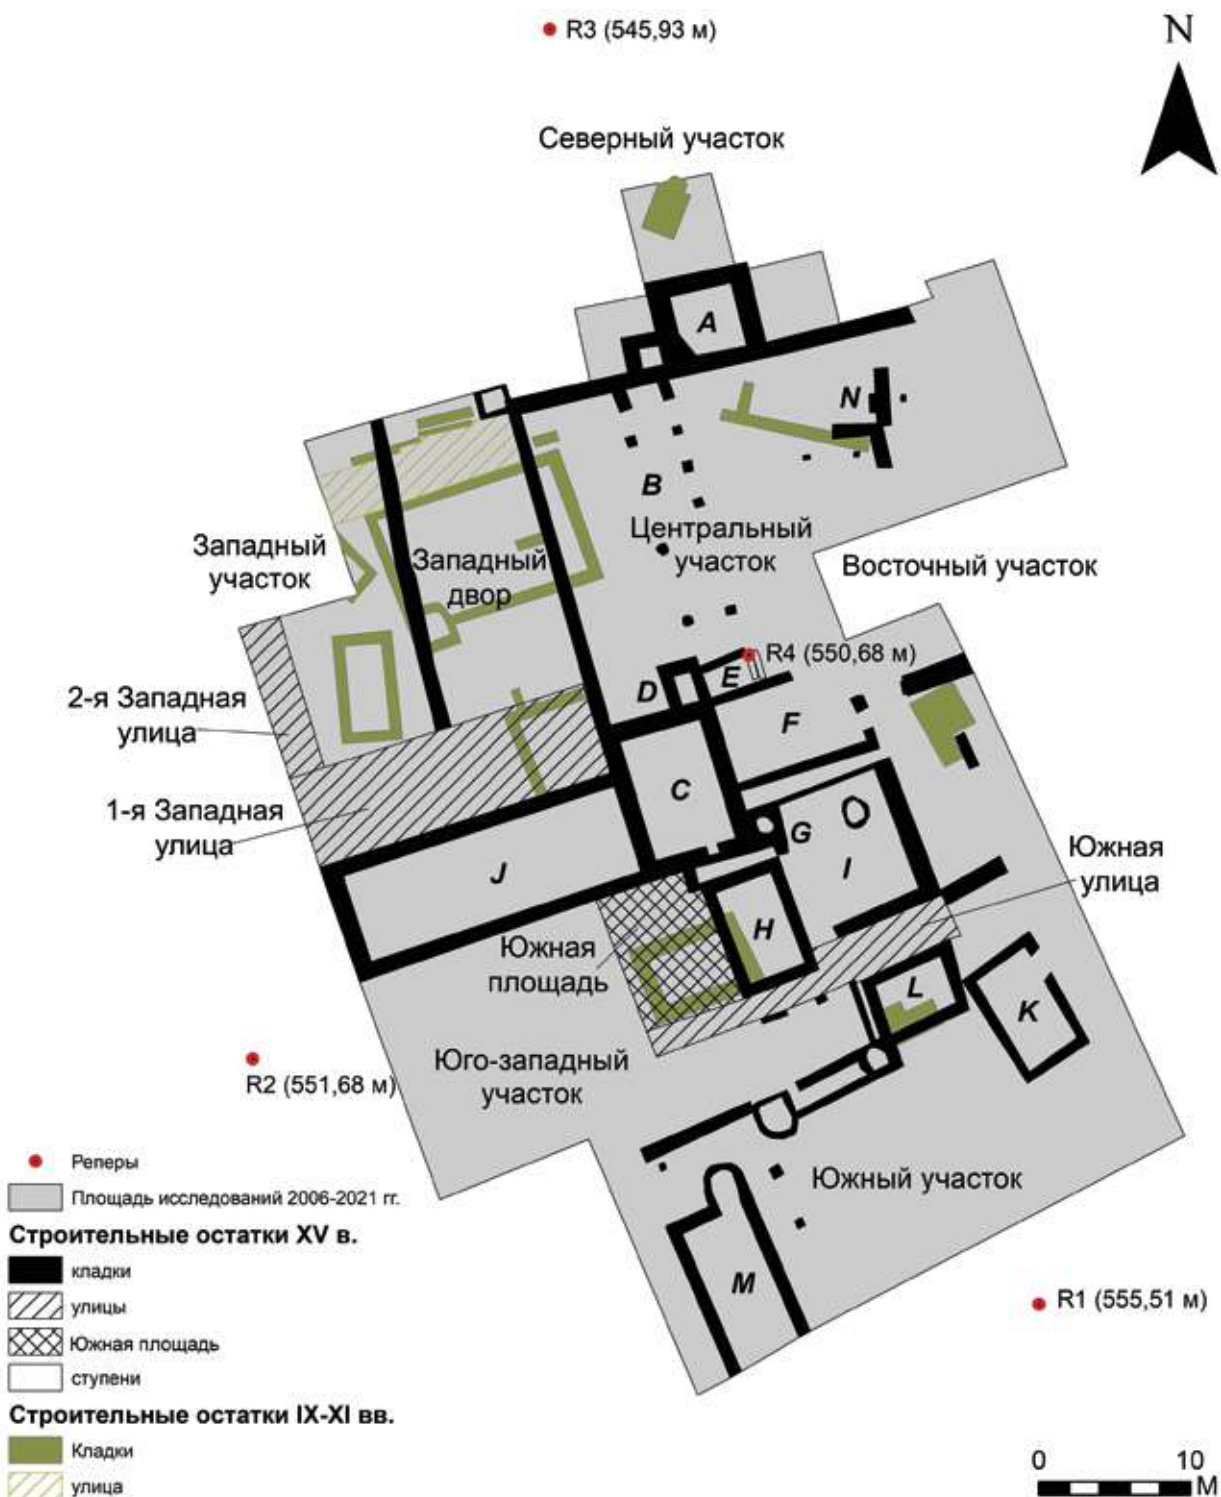 R3 (545,93 м)
N
Северный участок
A
N
B
Центральный
участок
Западный
участок
Западный
двор
Восточный участок
R4 (550,68 м)
D
E
2-я Западная
улица
F
C
1-я Западная
улица
G
Южная
улица
I
J
H
Южная
площадь
L
K
Юго-западный
участок
R2 (551,68 м)
Южный участок
M
R1 (555,51 м)
Реперы
Площадь исследований 2006-2021 гг.
Строительные остатки XV в.
кладки
улицы
Южная площадь
ступени
Строительные остатки IX-XI вв.
Кладки
улица
0 10
М